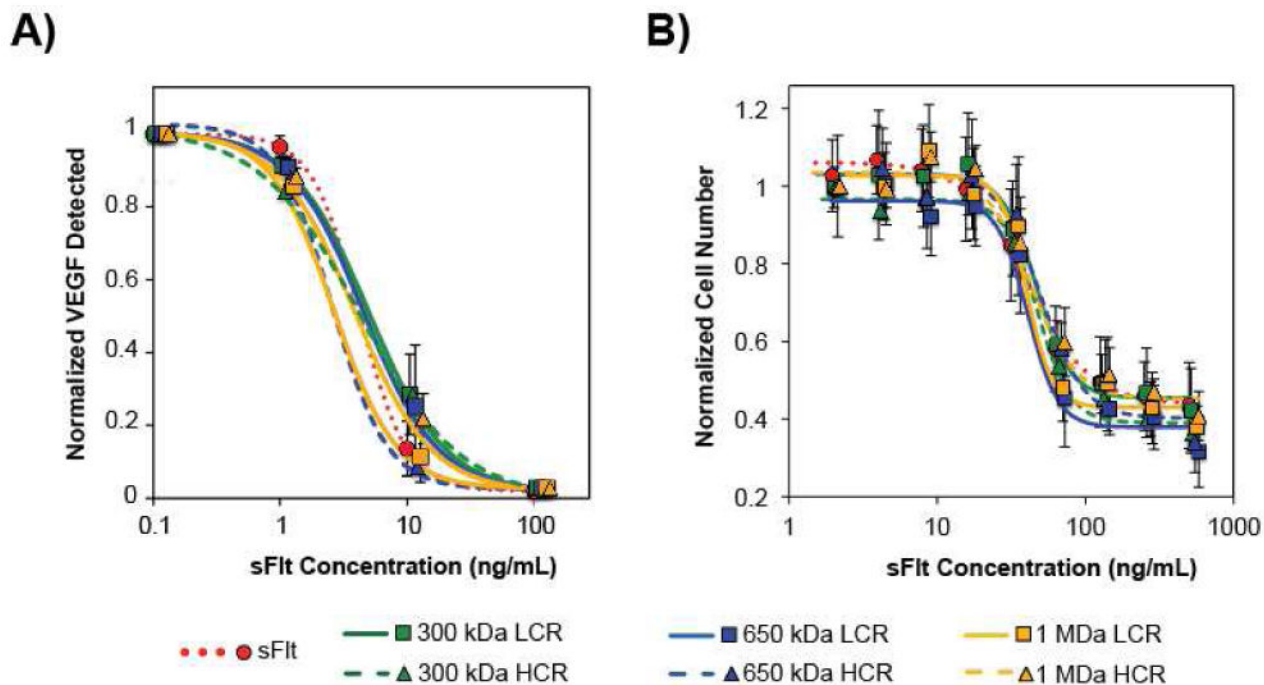 A)
B)
Normalized VEGF Detected
1
0.8
0.6
0.4
0.2
0
0.1
1
10
100
sFlt Concentration (ng/mL)
Normalized Cell Number
1.2
1
0.8
0.6
0.4
0.2
1
10
100
1000
sFlt Concentration (ng/mL)
sFlt
300 kDa LCR
300 kDa HCR
650 kDa LCR
650 kDa HCR
1 MDa LCR
1 MDa HCR